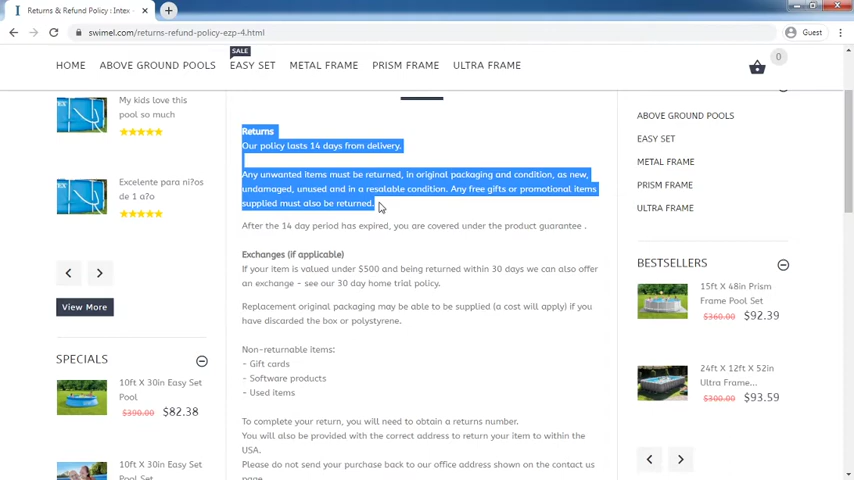 Returns & Refund Policy : Intex
swimel.com/returns-refund-policy-ezp-4.html
Guest
SALE
HOME
ABOVE GROUND POOLS
EASY SET
METAL FRAME
PRISM FRAME
ULTRA FRAME
0
My kids love this
pool so much
Excelente para ni?os
de 1 a?o
View More
SPECIALS
10ft X 30in Easy Set
Pool
$390.00 $82.38
10ft X 30in Easy Set
Pool Set
Returns
Our policy lasts 14 days from delivery.
Any unwanted items must be returned, in original packaging and condition, as new,
undamaged, unused and in a resalable condition. Any free gifts or promotional items
supplied must also be returned.
After the 14 day period has expired, you are covered under the product guarantee .
Exchanges (if applicable)
If your item is valued under $500 and being returned within 30 days we can also offer
an exchange – see our 30 day home trial policy.
Replacement original packaging may be able to be supplied (a cost will apply) if you
have discarded the box or polystyrene.
Non-returnable items:
- Gift cards
- Software products
- Used items
To complete your return, you will need to obtain a returns number.
You will also be provided with the correct address to return your item to within the
USA.
Please do not send your purchase back to our office address shown on the contact us
page.
ABOVE GROUND POOLS
EASY SET
METAL FRAME
PRISM FRAME
ULTRA FRAME
BESTSELLERS
15ft X 48in Prism
Frame Pool Set
$360.00 $92.39
24ft X 12ft X 52in
Ultra Frame...
$300.00 $93.59